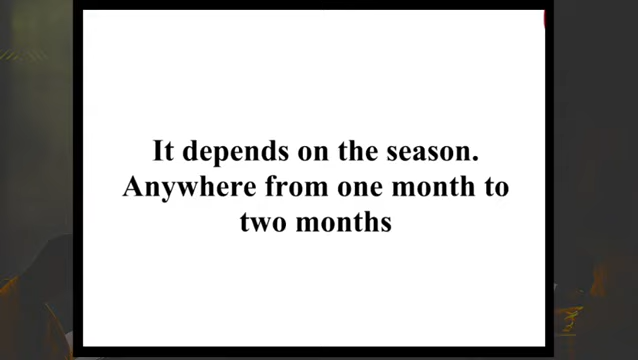 It depends on the season.
Anywhere from one month to
two months